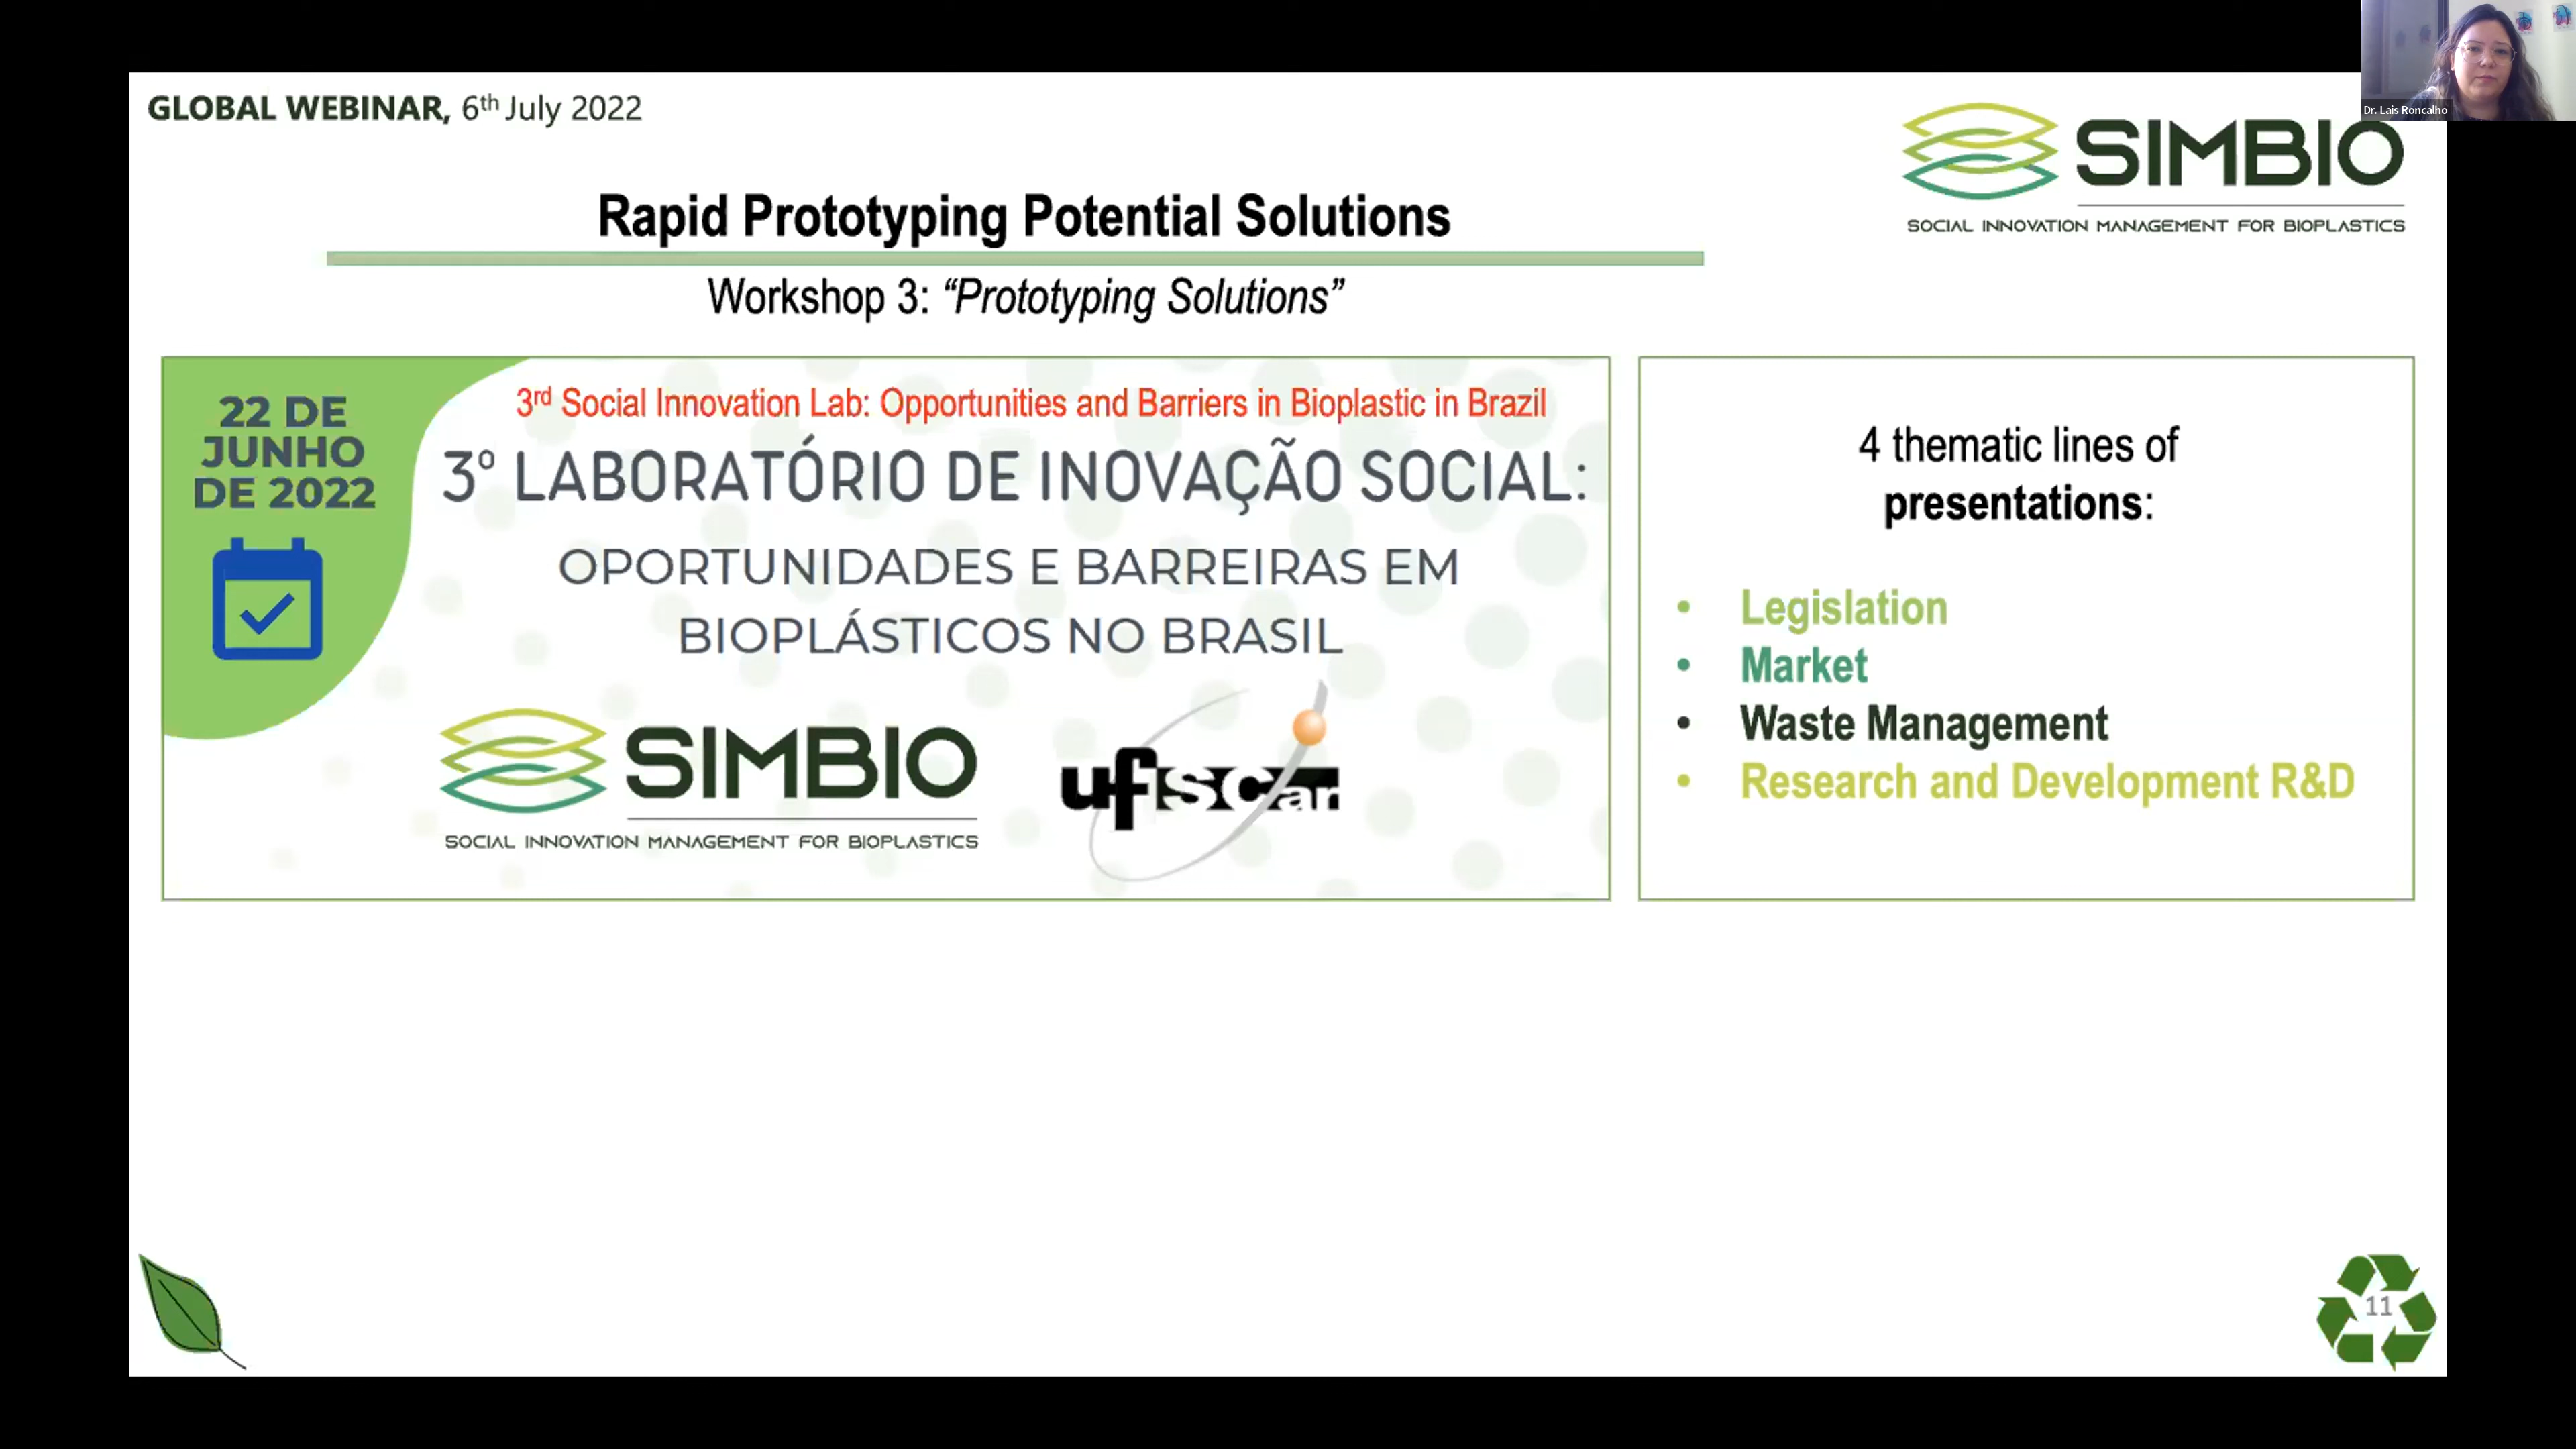 Dr. Lais Roncalho
GLOBAL WEBINAR, 6th July 2022
SIMBIO
SOCIAL INNOVATION MANAGEMENT FOR BIOPLASTICS
Rapid Prototyping Potential Solutions
Workshop 3: “Prototyping Solutions”
22 DE
JUNHO
DE 2022
3rd Social Innovation Lab: Opportunities and Barriers in Bioplastic in Brazil
3º LABORATÓRIO DE INOVAÇÃO SOCIAL:
OPORTUNIDADES E BARREIRAS EM
BIOPLÁSTICOS NO BRASIL
SIMBIO
SOCIAL INNOVATION MANAGEMENT FOR BIOPLASTICS
ufscar
4 thematic lines of
presentations:
• Legislation
• Market
• Waste Management
• Research and Development R&D
11